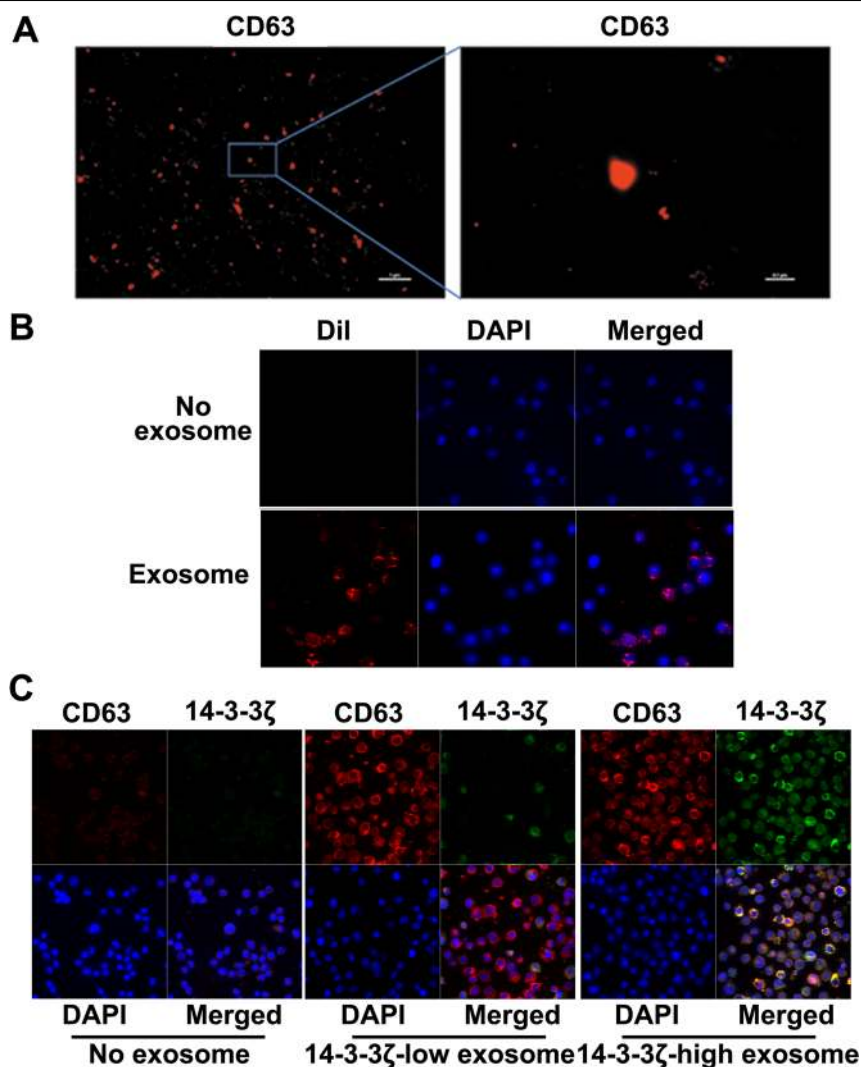 A
CD63 CD63
B
DiI DAPI Merged
No
exosome
Exosome
C
CD63 14-3-3ζ CD63 14-3-3ζ CD63 14-3-3ζ
DAPI Merged DAPI Merged DAPI Merged
No exosome 14-3-3ζ-low exosome 14-3-3ζ-high exosome